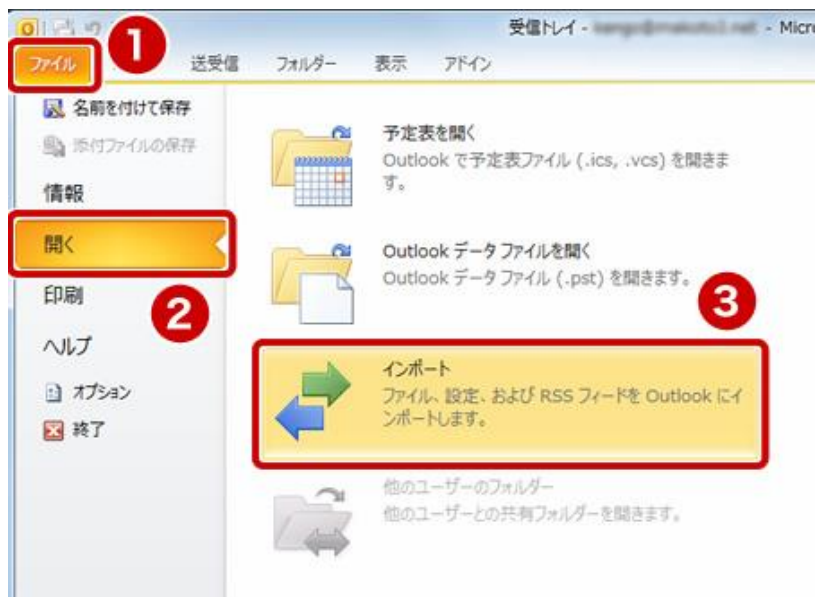 受信トレイ - - Micr
1
ファイル
送受信 フォルダー 表示 アドイン
名前を付けて保存
添付ファイルの保存
情報
開く
印刷
ヘルプ
オプション
終了
2
予定表を開く
Outlook で予定表ファイル (.ics, .vcs) を開きま
す。
Outlook データ ファイルを開く
Outlook データ ファイル (.pst) を開きます。
3
インポート
ファイル、設定、および RSS フィードを Outlook にイ
ンポートします。
他のユーザーのフォルダー
他のユーザーとの共有フォルダーを開きます。